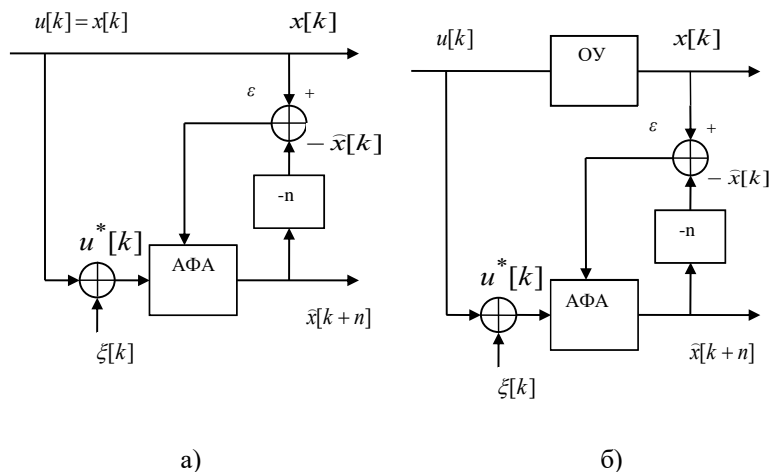 u[k] = x[k]
x[k]
ε
+
− x̂[k]
-n
u*[k]
АФА
x̂[k + n]
ξ[k]
а)
u[k]
ОУ
x[k]
ε
+
− x̂[k]
-n
u*[k]
АФА
x̂[k + n]
ξ[k]
б)